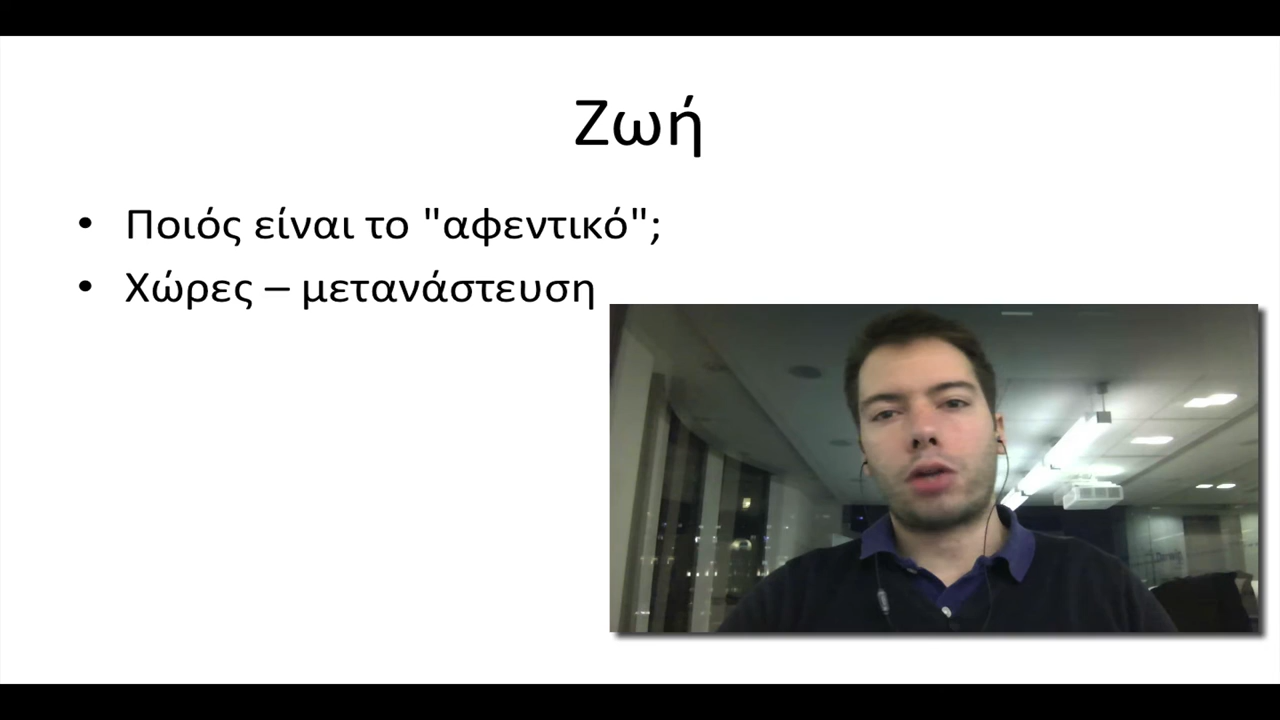 Ζωή
• Ποιός είναι το "αφεντικό";
• Χώρες – μετανάστευση